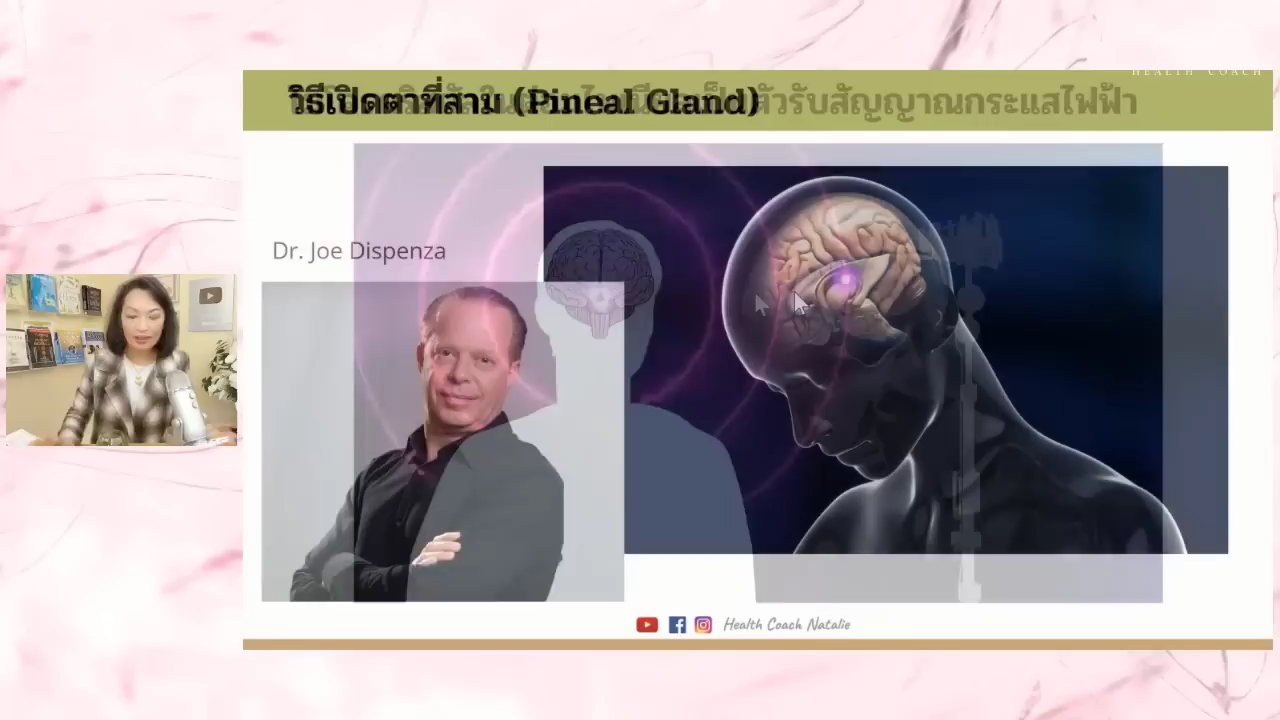 HEALTH COACH
วิธีเปิดตาที่สาม (Pineal Gland)
ตัวรับสัญญาณกระแสไฟฟ้า
Dr. Joe Dispenza
Health Coach Natalie